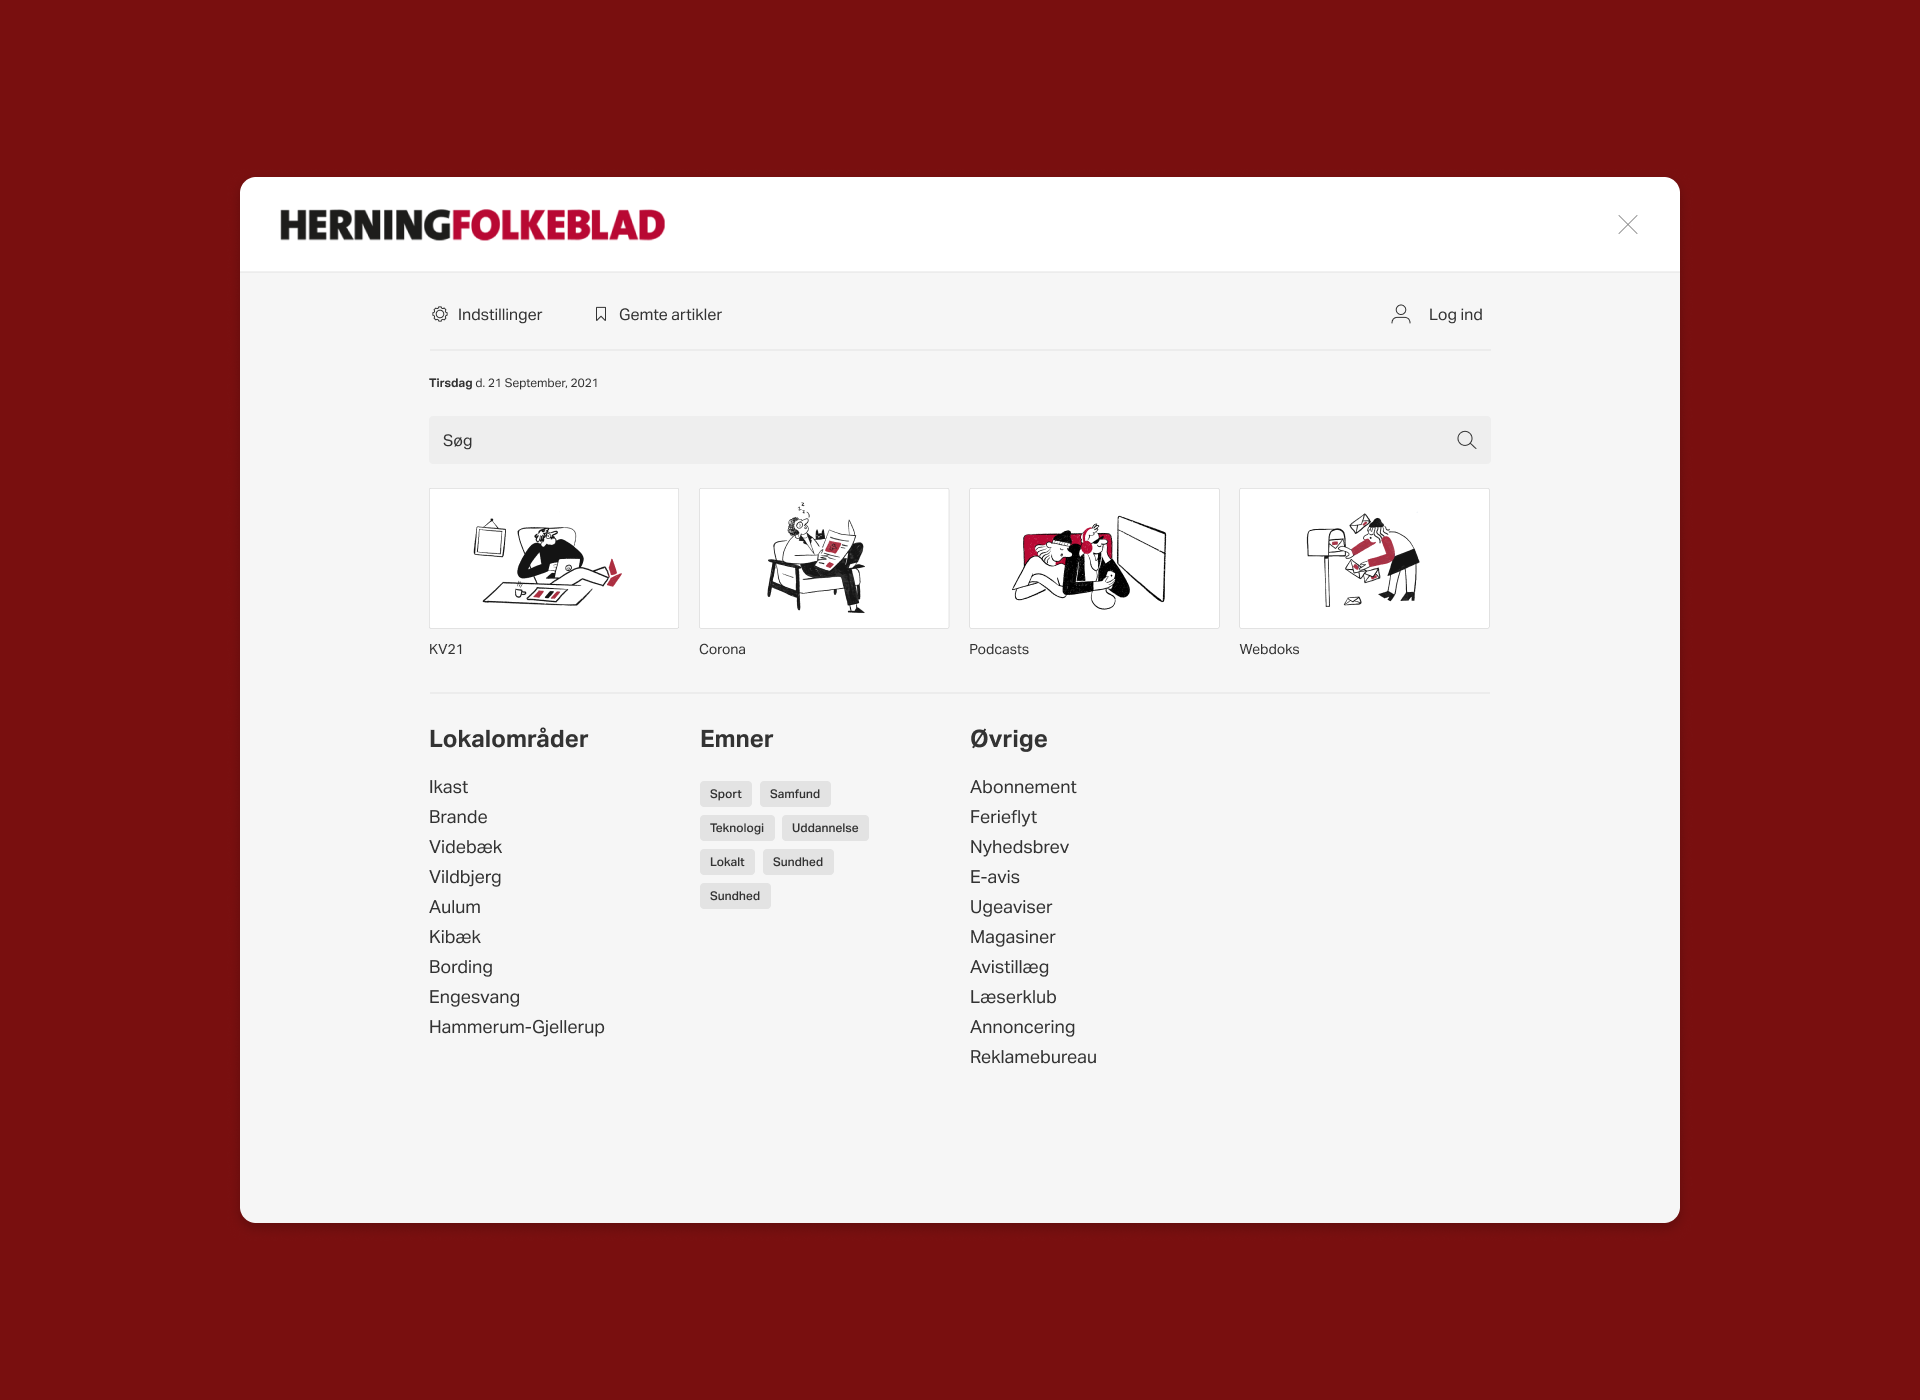 HERNINGFOLKEBLAD
Indstillinger
Gemte artikler
Log ind
Tirsdag d. 21 September, 2021
Søg
KV21
Corona
Podcasts
Webdoks
Lokalområder
Ikast
Brande
Videbæk
Vildbjerg
Aulum
Kibæk
Bording
Engesvang
Hammerum-Gjellerup
Emner
Sport Samfund
Teknologi Uddannelse
Lokalt Sundhed
Sundhed
Øvrige
Abonnement
Ferieflyt
Nyhedsbrev
E-avis
Ugeaviser
Magasiner
Avistillæg
Læserklub
Annoncering
Reklamebureau